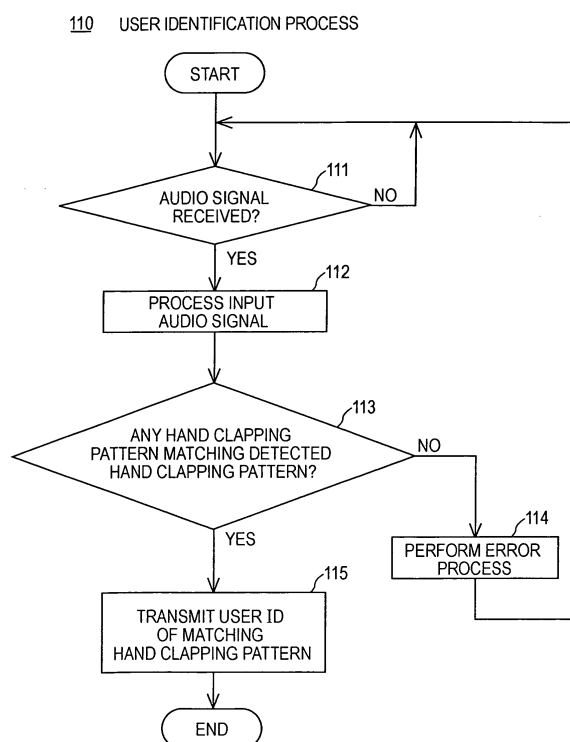 110 USER IDENTIFICATION PROCESS
START
111
AUDIO SIGNAL
RECEIVED?
NO
YES
112
PROCESS INPUT
AUDIO SIGNAL
113
ANY HAND CLAPPING
PATTERN MATCHING DETECTED
HAND CLAPPING PATTERN?
NO
YES
114
PERFORM ERROR
PROCESS
115
TRANSMIT USER ID
OF MATCHING
HAND CLAPPING PATTERN
END